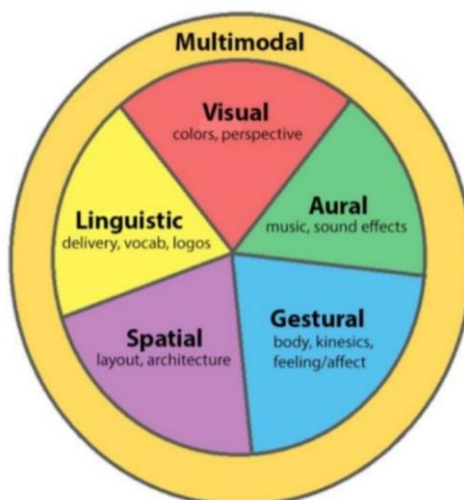 Multimodal
Visual
colors, perspective
Aural
music, sound effects
Gestural
body, kinesics,
feeling/affect
Spatial
layout, architecture
Linguistic
delivery, vocab, logos